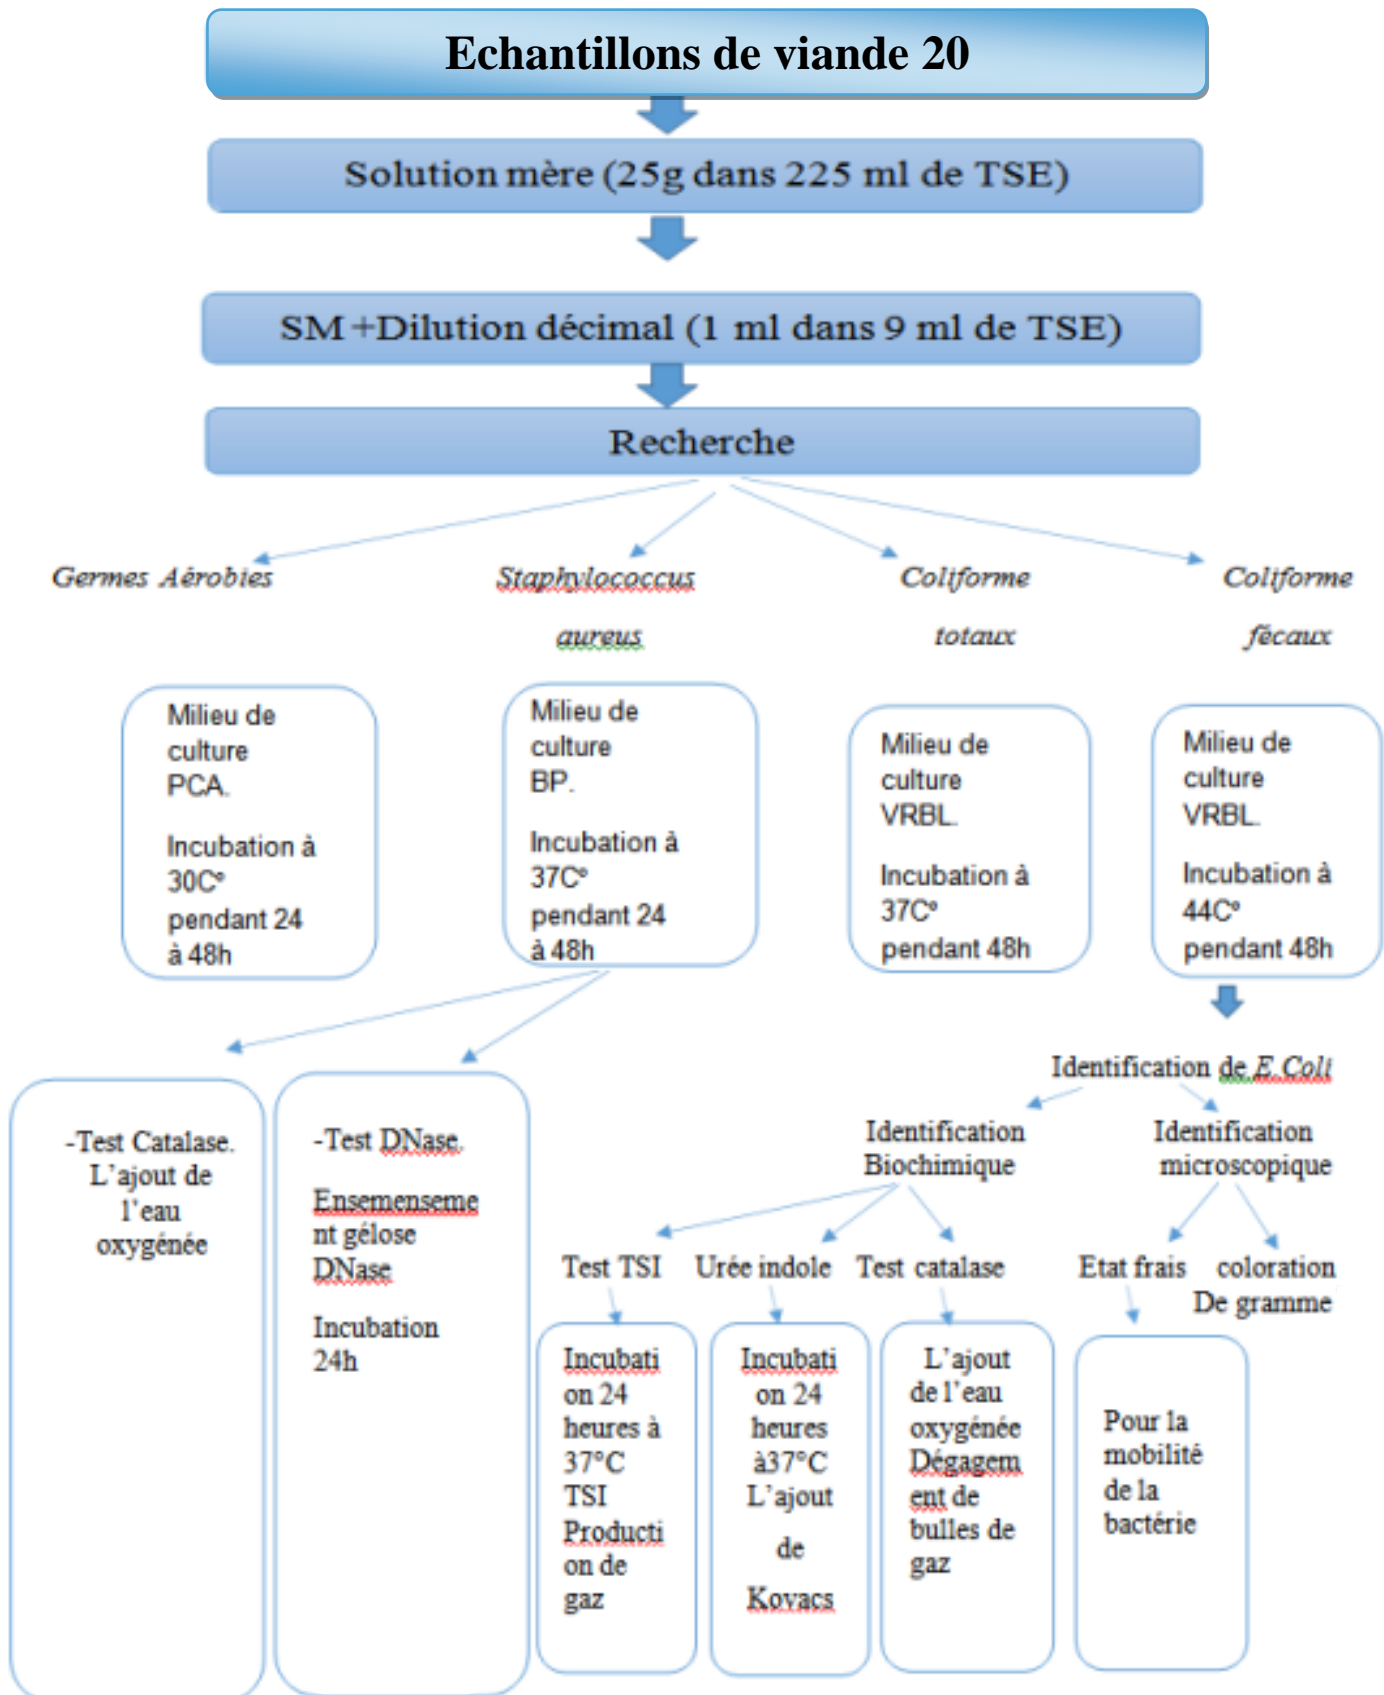 Echantillons de viande 20
Solution mère (25g dans 225 ml de TSE)
SM +Dilution décimal (1 ml dans 9 ml de TSE)
Recherche
Germes Aérobies
Staphylococcus
aureus
Coliforme
totaux
Coliforme
fécaux
Milieu de
culture
PCA.
Incubation à
30C°
pendant 24
à 48h
Milieu de
culture
BP.
Incubation à
37C°
pendant 24
à 48h
Milieu de
culture
VRBL.
Incubation à
37C°
pendant 48h
Milieu de
culture
VRBL.
Incubation à
44C°
pendant 48h
-Test Catalase.
L'ajout de
l'eau
oxygénée
-Test DNase.
Ensemenseme
nt gélose
DNase
Incubation
24h
Identification de E.Coli
Identification
Biochimique
Identification
microscopique
Test TSI
Urée indole
Test catalase
Etat frais
coloration
De gramme
Incubati
on 24
heures à
37°C
TSI
Producti
on de
gaz
Incubati
on 24
heures
à37°C
L'ajout
de
Kovacs
L'ajout
de l'eau
oxygénée
Dégagem
ent de
bulles de
gaz
Pour la
mobilité
de la
bactérie